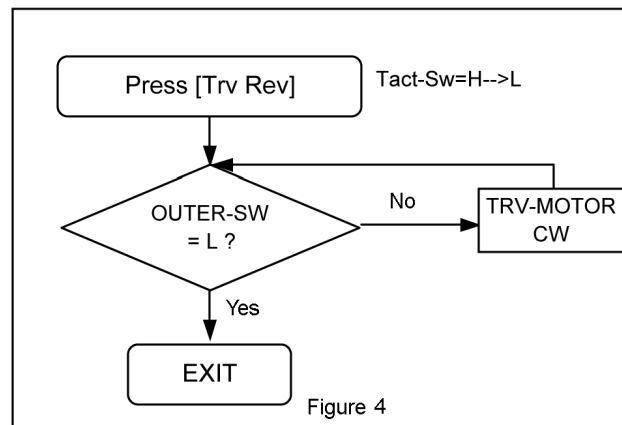 Press [Trv Rev]
Tact-Sw=H-->L
OUTER-SW
= L ?
No
TRV-MOTOR
CW
Yes
EXIT
Figure 4